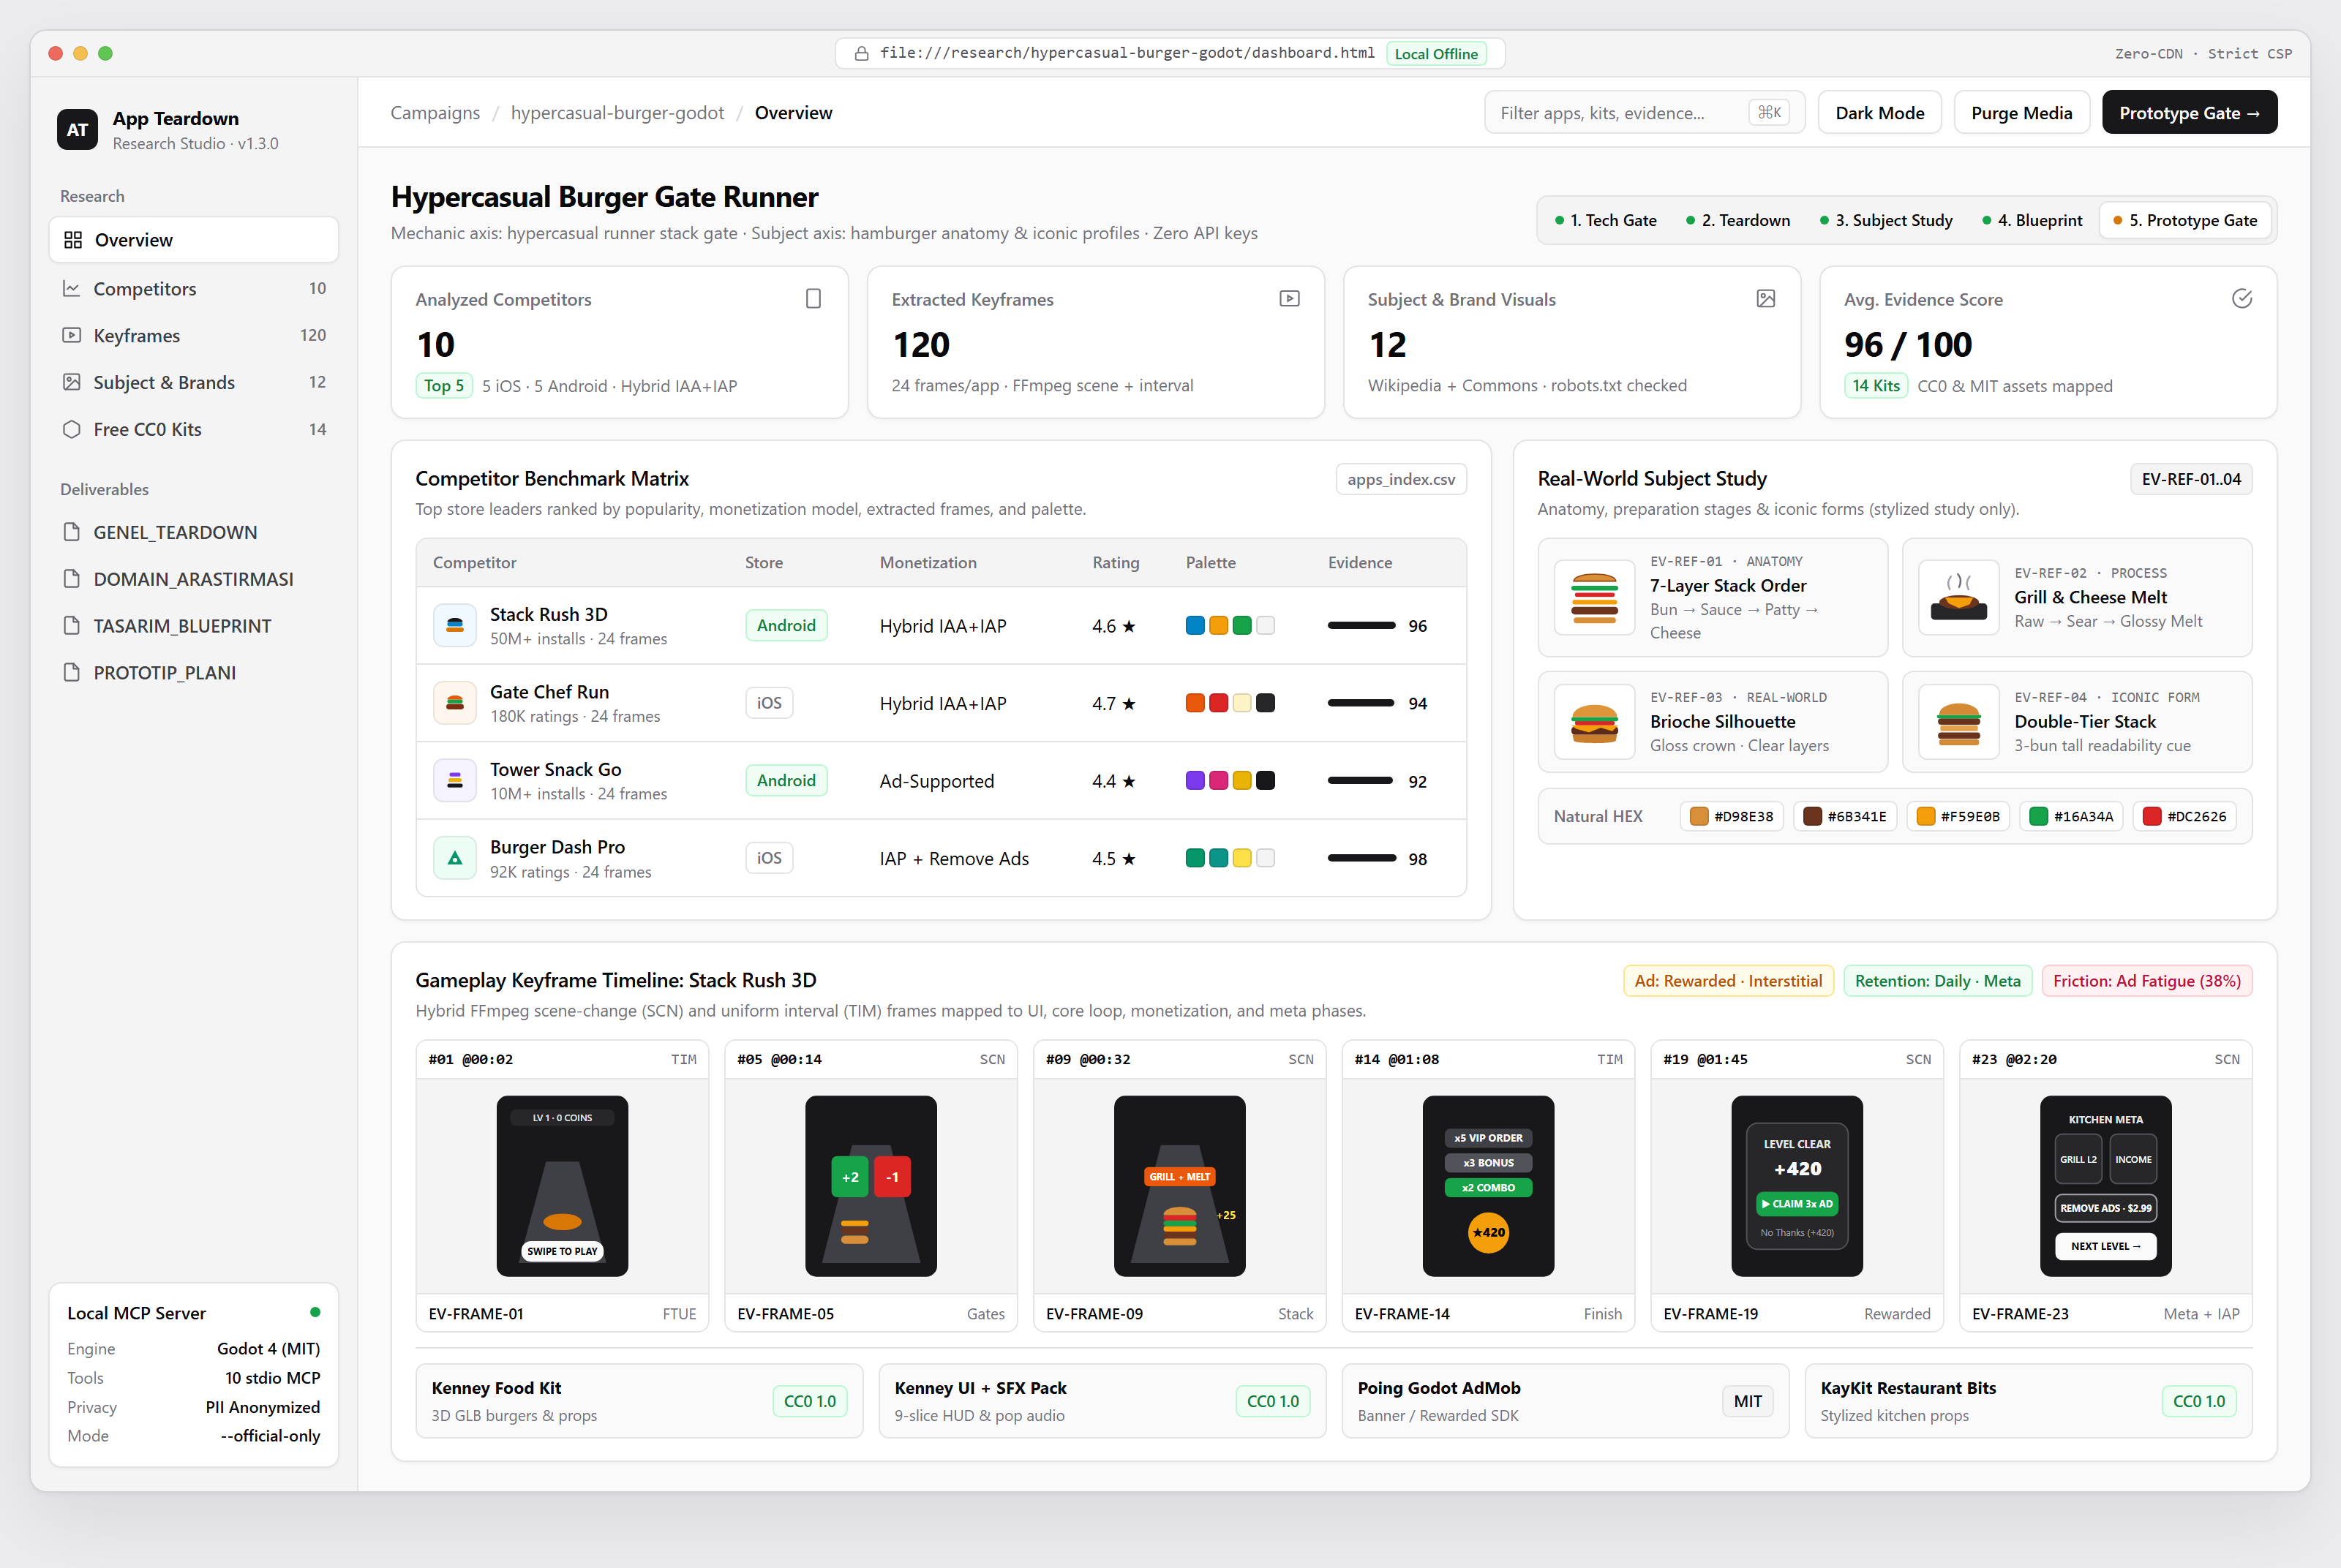 file:///research/hypercasual-burger-godot/dashboard.html
Local Offline
Zero-CDN · Strict CSP
AT
App Teardown
Research Studio · v1.3.0
Research
Overview
Competitors 10
Keyframes 120
Subject & Brands 12
Free CC0 Kits 14
Deliverables
GENEL_TEARDOWN
DOMAIN_ARASTIRMASI
TASARIM_BLUEPRINT
PROTOTIP_PLANI
Local MCP Server
Engine Godot 4 (MIT)
Tools 10 stdio MCP
Privacy PII Anonymized
Mode --official-only
Campaigns / hypercasual-burger-godot / Overview
Filter apps, kits, evidence... ⌘K
Dark Mode
Purge Media
Prototype Gate →
Hypercasual Burger Gate Runner
Mechanic axis: hypercasual runner stack gate · Subject axis: hamburger anatomy & iconic profiles · Zero API keys
1. Tech Gate
2. Teardown
3. Subject Study
4. Blueprint
5. Prototype Gate
Analyzed Competitors
10
Top 5 5 iOS · 5 Android · Hybrid IAA+IAP
Extracted Keyframes
120
24 frames/app · FFmpeg scene + interval
Subject & Brand Visuals
12
Wikipedia + Commons · robots.txt checked
Avg. Evidence Score
96 / 100
14 Kits CC0 & MIT assets mapped
Competitor Benchmark Matrix
apps_index.csv
Top store leaders ranked by popularity, monetization model, extracted frames, and palette.
Competitor Store Monetization Rating Palette Evidence
Stack Rush 3D
50M+ installs · 24 frames
Android
Hybrid IAA+IAP
4.6 ★
96
Gate Chef Run
180K ratings · 24 frames
iOS
Hybrid IAA+IAP
4.7 ★
94
Tower Snack Go
10M+ installs · 24 frames
Android
Ad-Supported
4.4 ★
92
Burger Dash Pro
92K ratings · 24 frames
iOS
IAP + Remove Ads
4.5 ★
98
Real-World Subject Study
EV-REF-01..04
Anatomy, preparation stages & iconic forms (stylized study only).
EV-REF-01 · ANATOMY
7-Layer Stack Order
Bun → Sauce → Patty →
Cheese
EV-REF-02 · PROCESS
Grill & Cheese Melt
Raw → Sear → Glossy Melt
EV-REF-03 · REAL-WORLD
Brioche Silhouette
Gloss crown · Clear layers
EV-REF-04 · ICONIC FORM
Double-Tier Stack
3-bun tall readability cue
Natural HEX
#D98E38
#6B341E
#F59E0B
#16A34A
#DC2626
Gameplay Keyframe Timeline: Stack Rush 3D
Ad: Rewarded · Interstitial
Retention: Daily · Meta
Friction: Ad Fatigue (38%)
Hybrid FFmpeg scene-change (SCN) and uniform interval (TIM) frames mapped to UI, core loop, monetization, and meta phases.
#01 @00:02 TIM
LV 1 · 0 COINS
SWIPE TO PLAY
EV-FRAME-01 FTUE
#05 @00:14 SCN
+2
-1
EV-FRAME-05 Gates
#09 @00:32 SCN
GRILL + MELT
+25
EV-FRAME-09 Stack
#14 @01:08 TIM
x5 VIP ORDER
x3 BONUS
x2 COMBO
★420
EV-FRAME-14 Finish
#19 @01:45 SCN
LEVEL CLEAR
+420
▶ CLAIM 3x AD
No Thanks (+420)
EV-FRAME-19 Rewarded
#23 @02:20 SCN
KITCHEN META
GRILL L2
INCOME
REMOVE ADS · $2.99
NEXT LEVEL →
EV-FRAME-23 Meta + IAP
Kenney Food Kit
3D GLB burgers & props
CC0 1.0
Kenney UI + SFX Pack
9-slice HUD & pop audio
CC0 1.0
Poing Godot AdMob
Banner / Rewarded SDK
MIT
KayKit Restaurant Bits
Stylized kitchen props
CC0 1.0